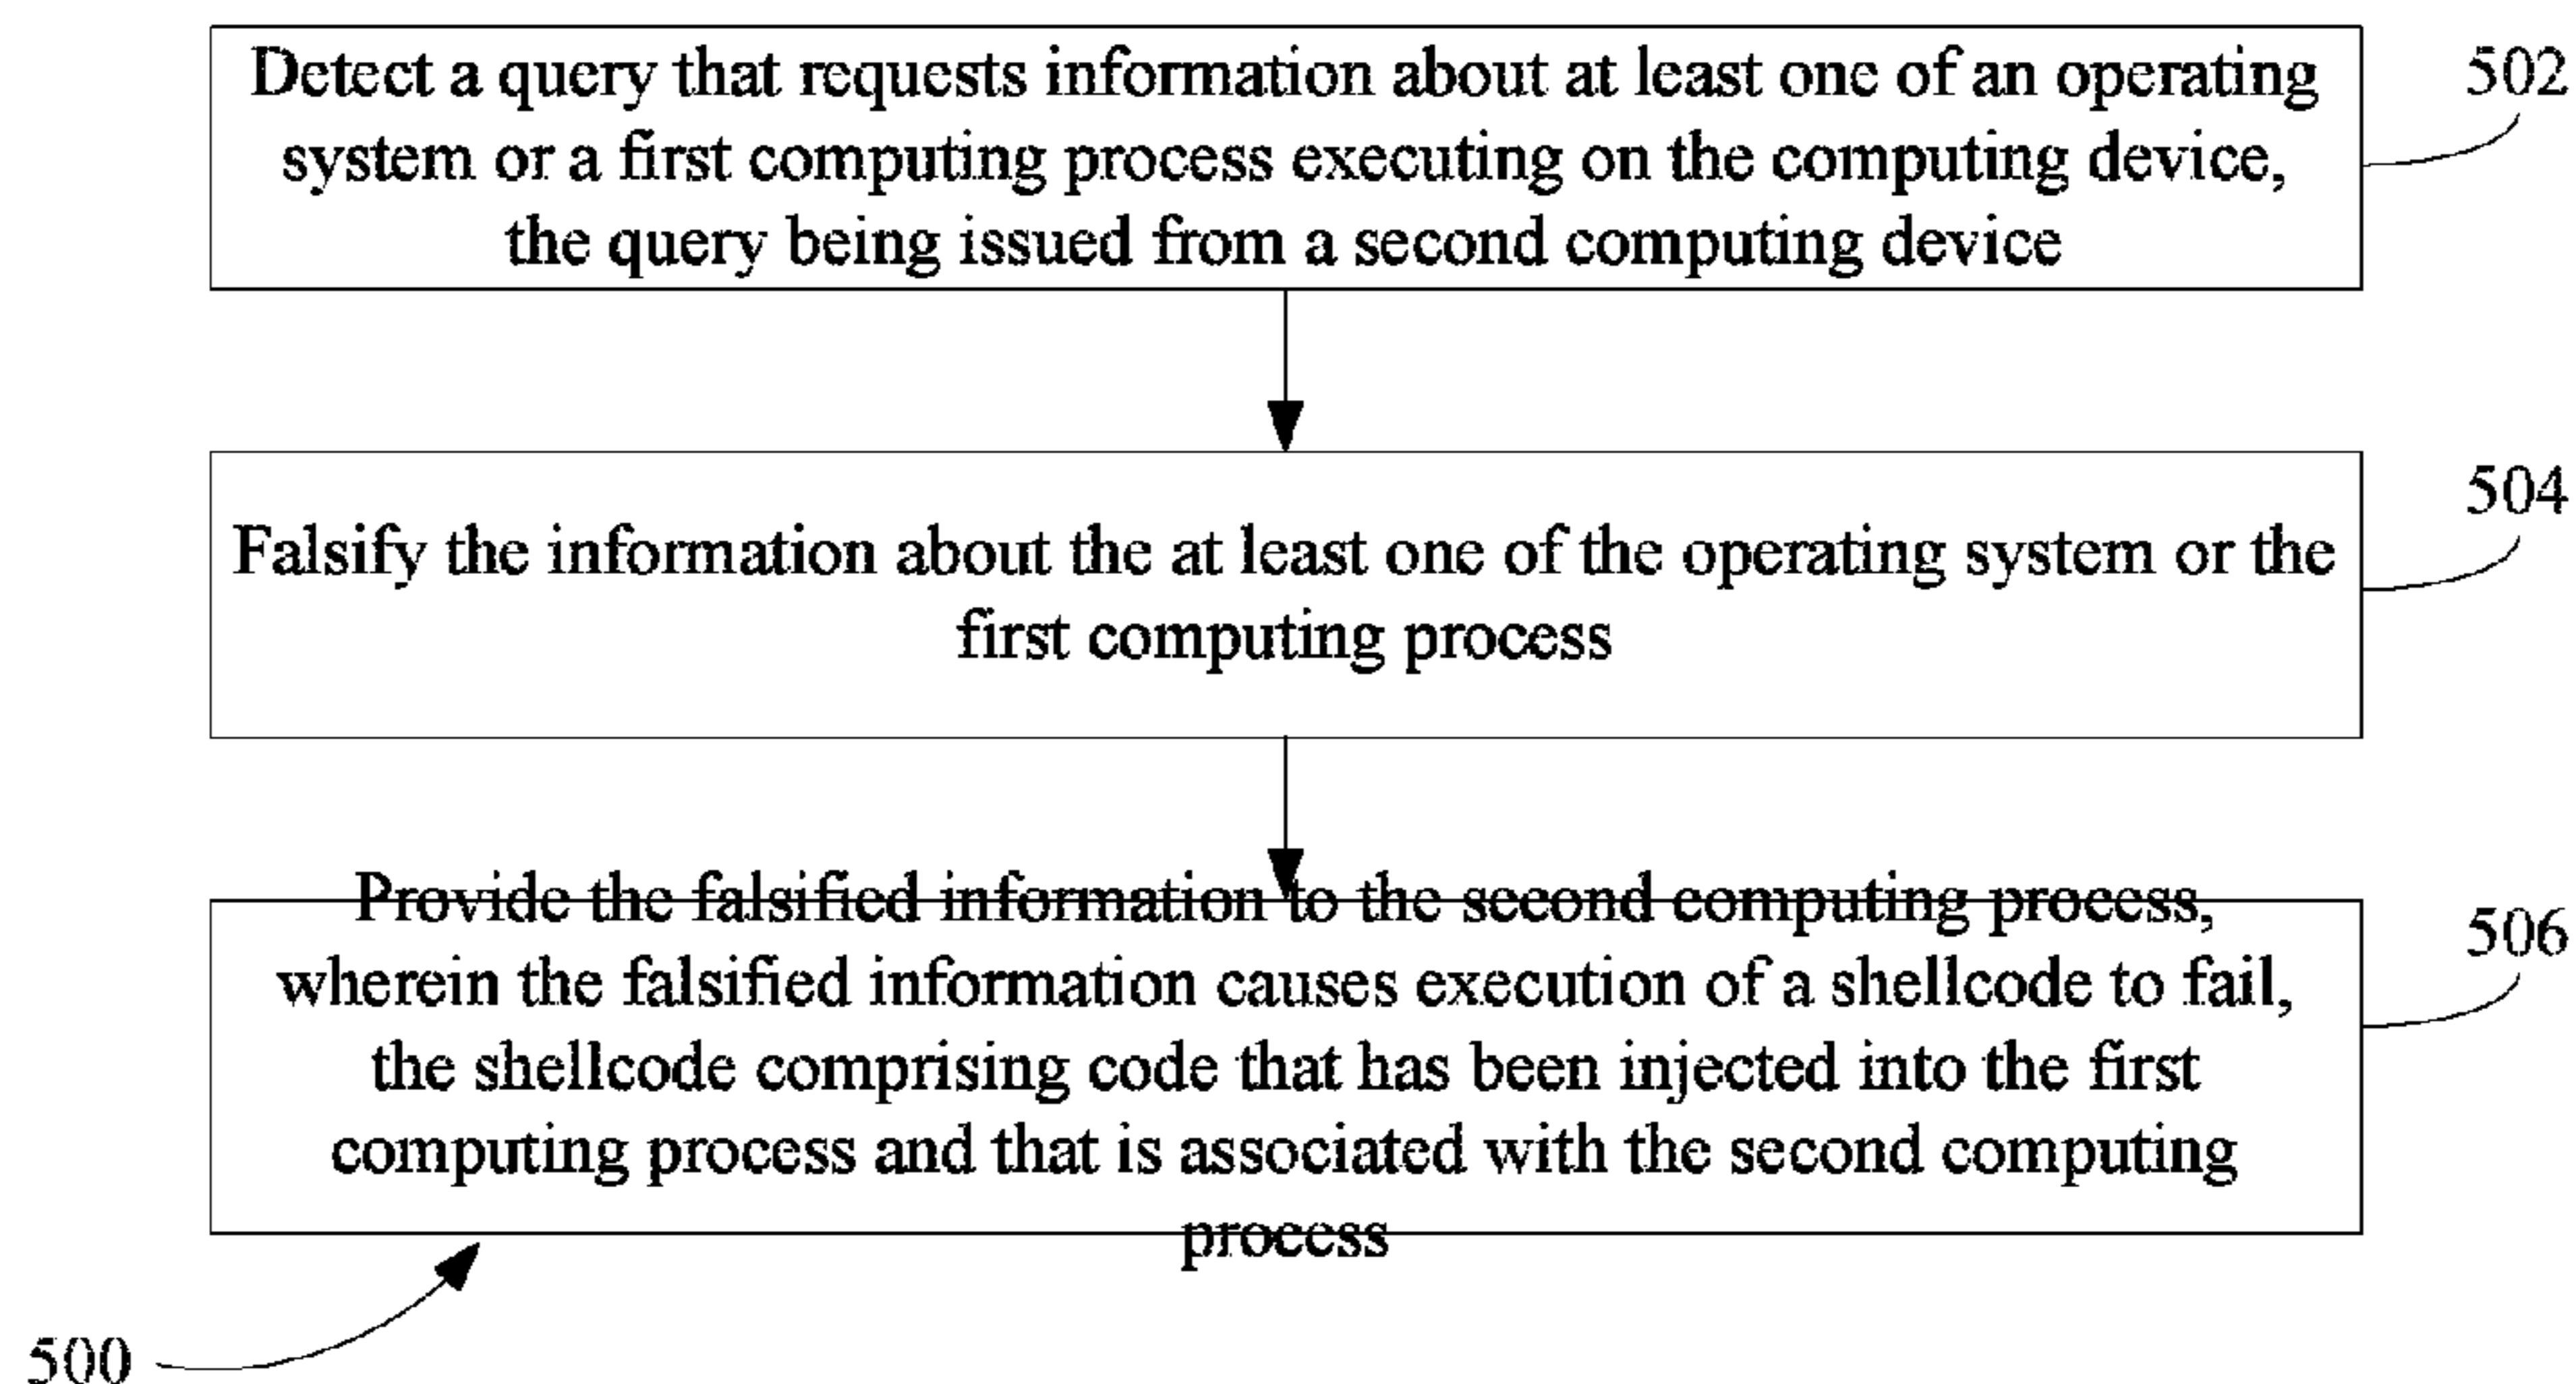 Detect a query that requests information about at least one of an operating
system or a first computing process executing on the computing device,
the query being issued from a second computing device
502
Falsify the information about the at least one of the operating system or the
first computing process
504
Provide the falsified information to the second computing process,
wherein the falsified information causes execution of a shellcode to fail,
the shellcode comprising code that has been injected into the first
computing process and that is associated with the second computing
process
506
500